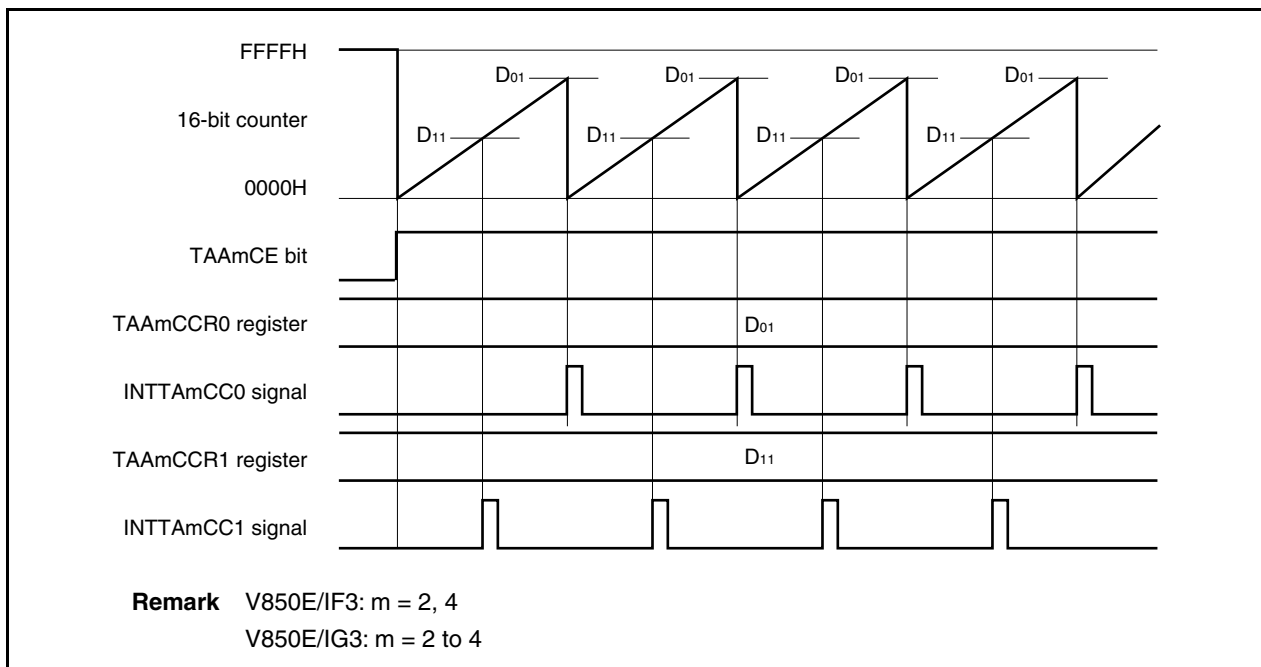 FFFFH
D01 D01 D01 D01
16-bit counter
D11 D11 D11 D11
0000H
TAAmCE bit
TAAmCCR0 register
D01
INTTAmCC0 signal
TAAmCCR1 register
D11
INTTAmCC1 signal
Remark V850E/IF3: m = 2, 4
V850E/IG3: m = 2 to 4